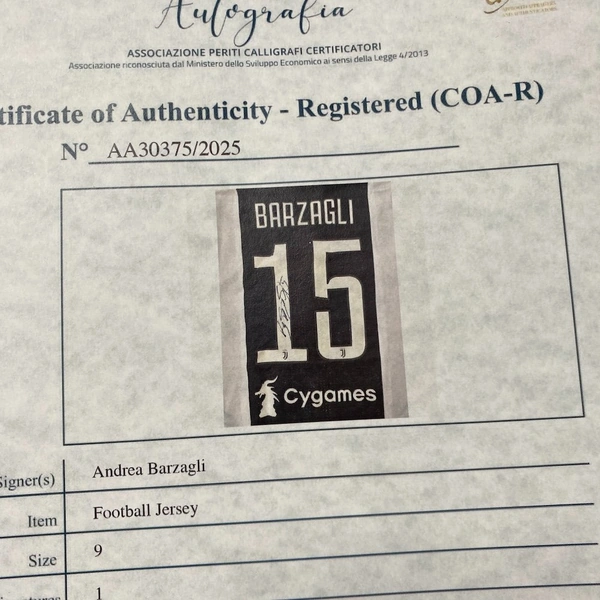 Autografia
ASSOCIAZIONE PERITI CALLIGRAFI CERTIFICATORI
Associazione riconosciuta dal Ministero dello Sviluppo Economico ai sensi della Legge 4/2013
tificate of Authenticity - Registered (COA-R)
N° AA30375/2025
BARZAGLI
15
Cygames
Signer(s) Andrea Barzagli
Item Football Jersey
Size 9
1